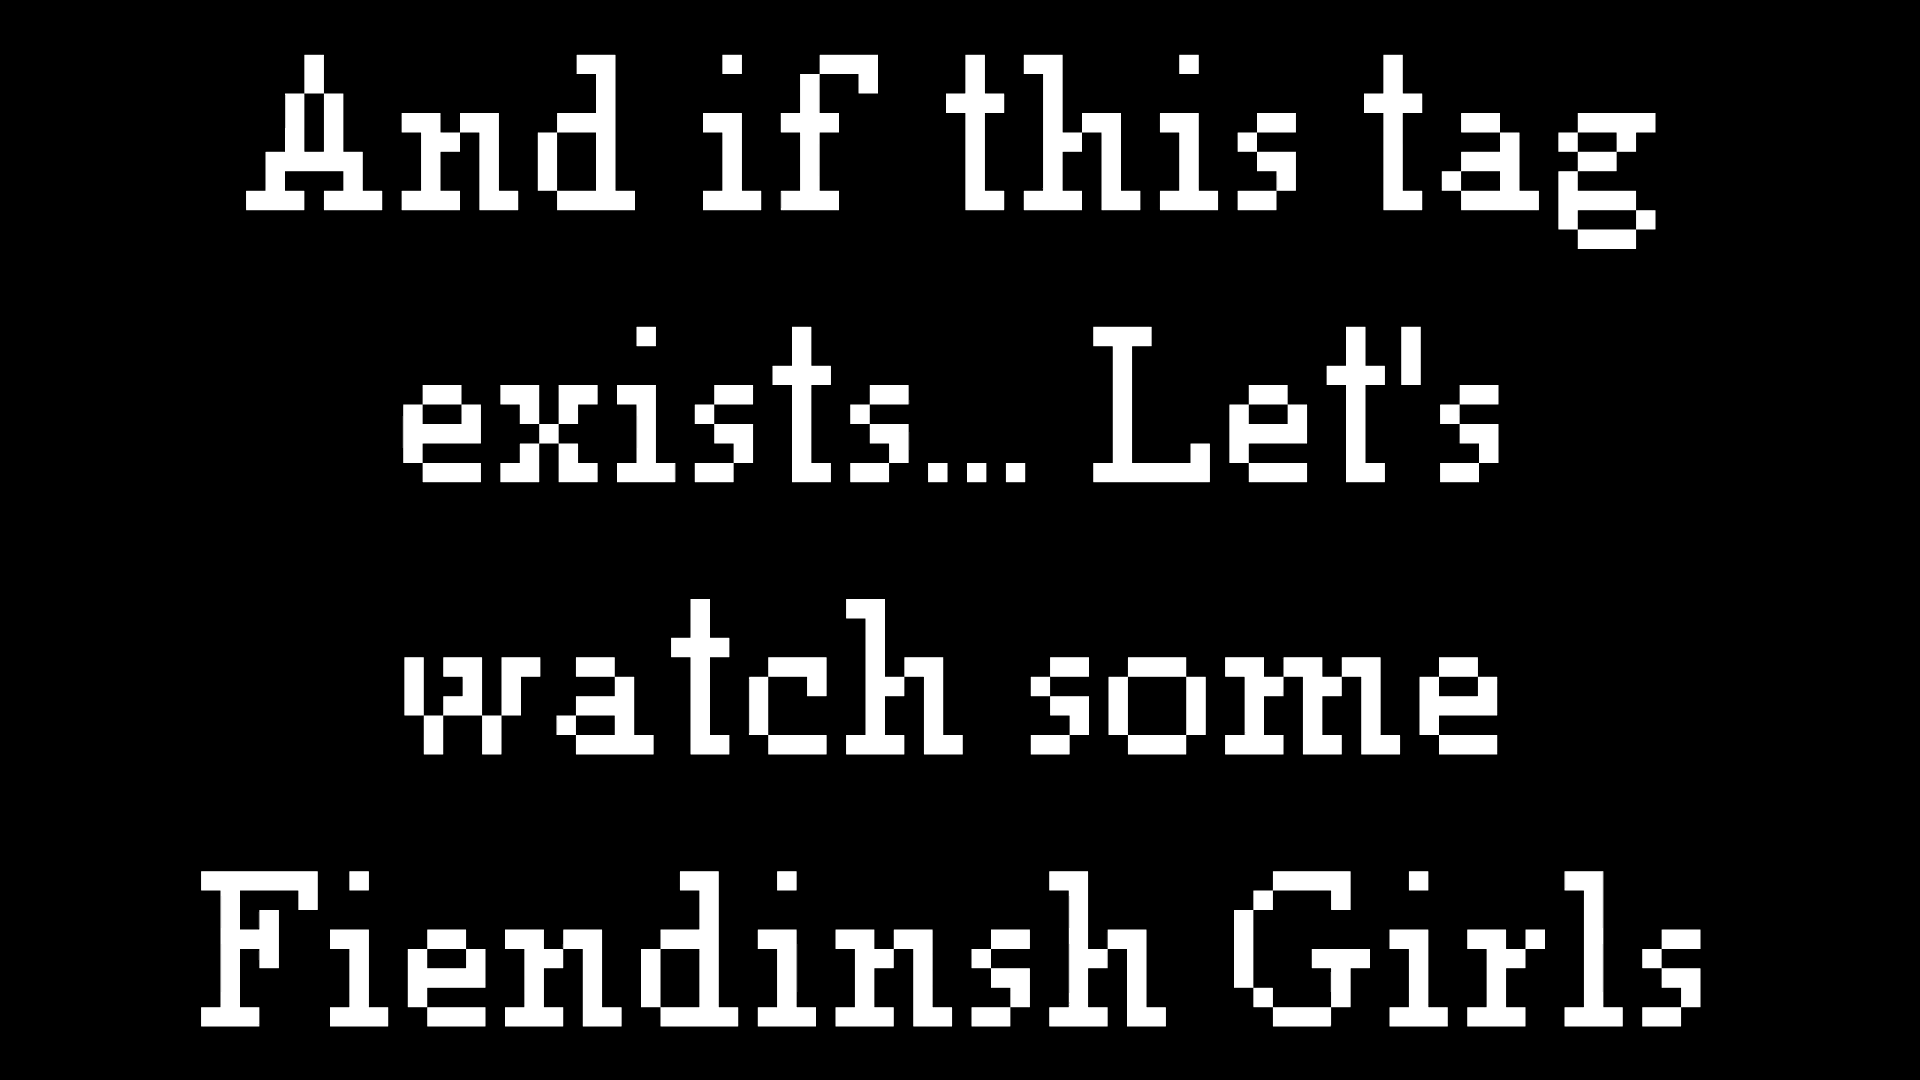 And if this tag
exists... Let's
watch some
Fiendinsh Girls